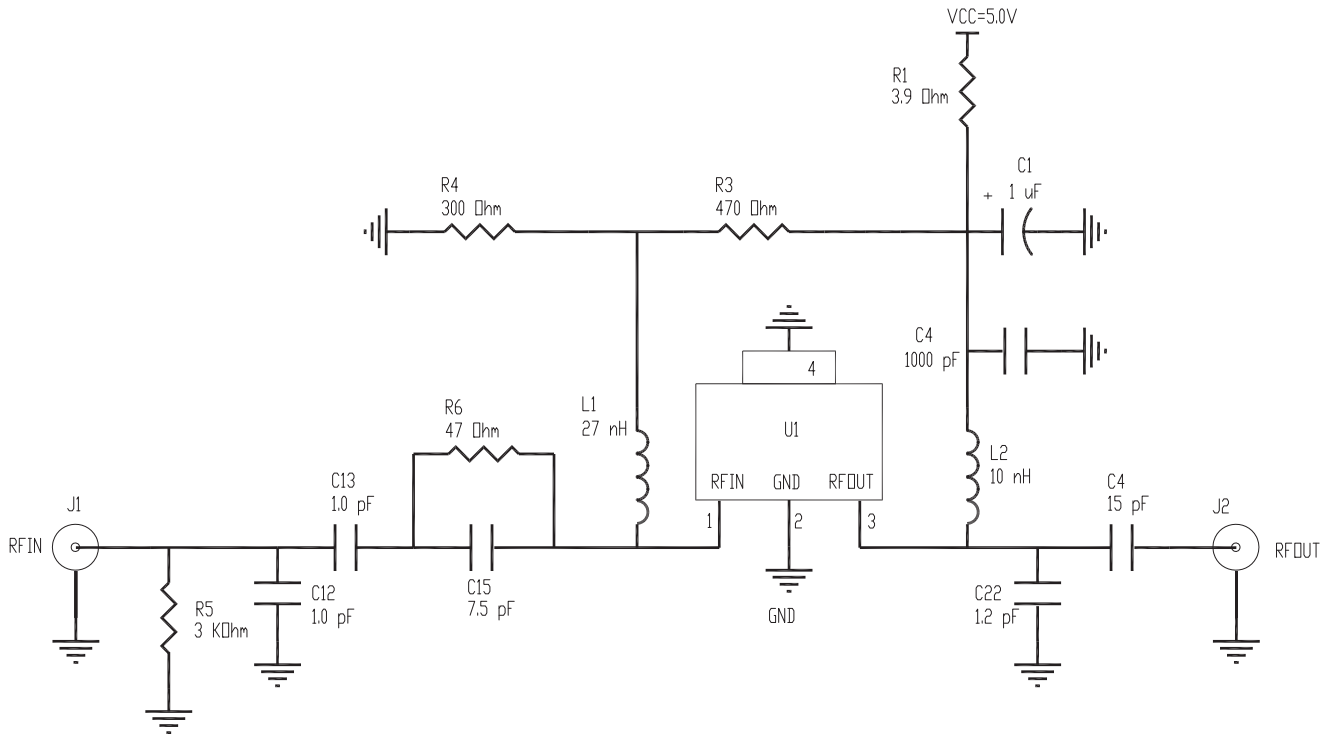 VCC=5.0V
R1
3.9 Ohm
C1
+ 1 uF
R4
300 Ohm
R3
470 Ohm
C4
1000 pF
4
U1
RFIN GND RFOUT
1 2 3
L1
27 nH
R6
47 Ohm
L2
10 nH
C13
1.0 pF
C4
15 pF
J1
RFIN
J2
RFOUT
C15
7.5 pF
C12
1.0 pF
R5
3 KOhm
C22
1.2 pF
GND